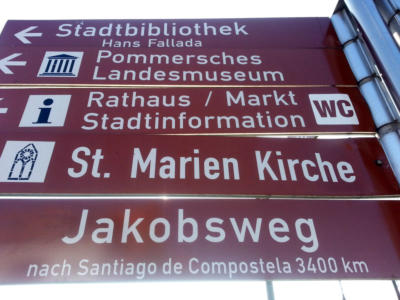 Stadtbibliothek
Hans Fallada
Pommersches
Landesmuseum
i Rathaus / Markt WC
Stadtinformation
St. Marien Kirche
Jakobsweg
nach Santiago de Compostela 3400 km